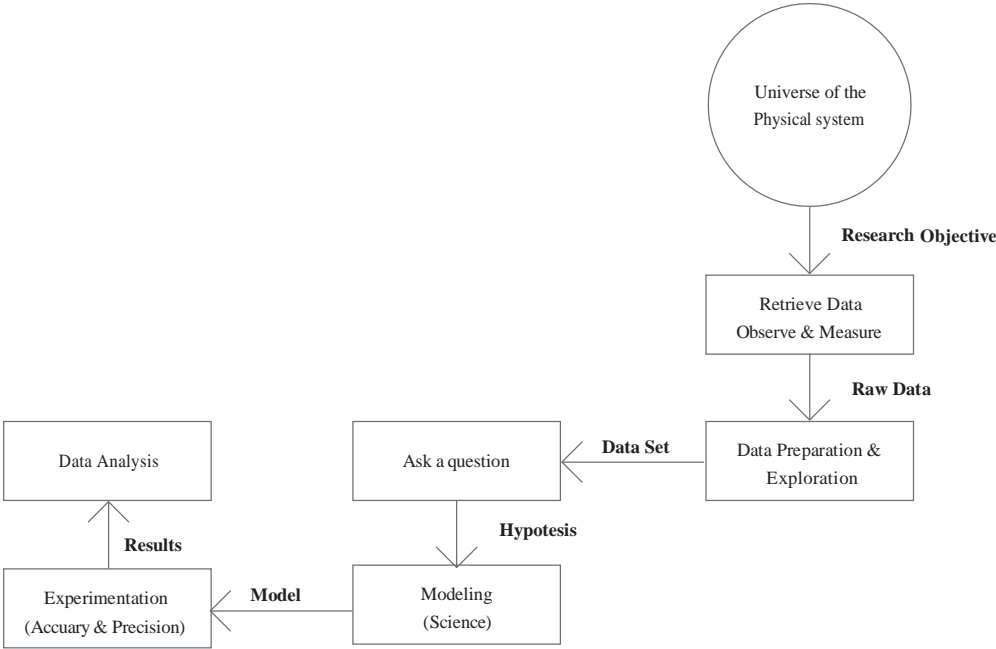 Universe of the
Physical system
Research Objective
Retrieve Data
Observe & Measure
Raw Data
Data Preparation &
Exploration
Data Set
Ask a question
Hypotesis
Modeling
(Science)
Model
Experimentation
(Accuary & Precision)
Results
Data Analysis